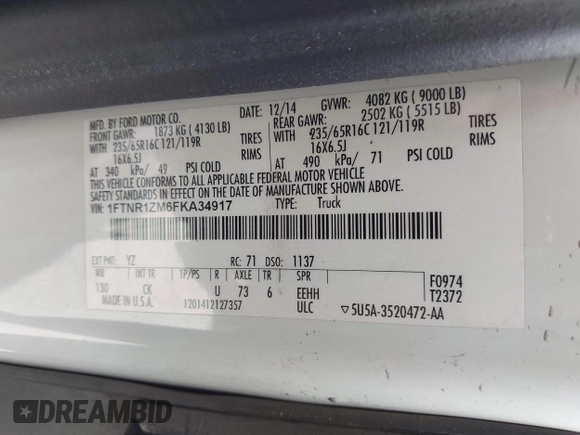 MFD. BY FORD MOTOR CO.
DATE: 12/14 GVWR: 4082 KG ( 9000 LB)
FRONT GAWR: 1873 KG ( 4130 LB) REAR GAWR: 2502 KG ( 5515 LB)
WITH 235/65R16C 121/119R TIRES WITH 235/65R16C 121/119R TIRES
16X6.5J RIMS 16X6.5J RIMS
AT 340 kPa/ 49 PSI COLD AT 490 kPa/ 71 PSI COLD
THIS VEHICLE CONFORMS TO ALL APPLICABLE FEDERAL MOTOR VEHICLE
SAFETY STANDARDS IN EFFECT ON THE DATE OF MANUFACTURE SHOWN ABOVE.
VIN: 1FTNR1ZM6FKA34917 TYPE: Truck
EXT PNT: YZ RC: 71 DSO: 1137
WB INT TR TP/PS R AXLE TR SPR
130 CK U 73 6 EEHH
F0974
T2372
MADE IN U.S.A. 1201412127357 ULC ▽5U5A-3520472-AA
DREAMBID